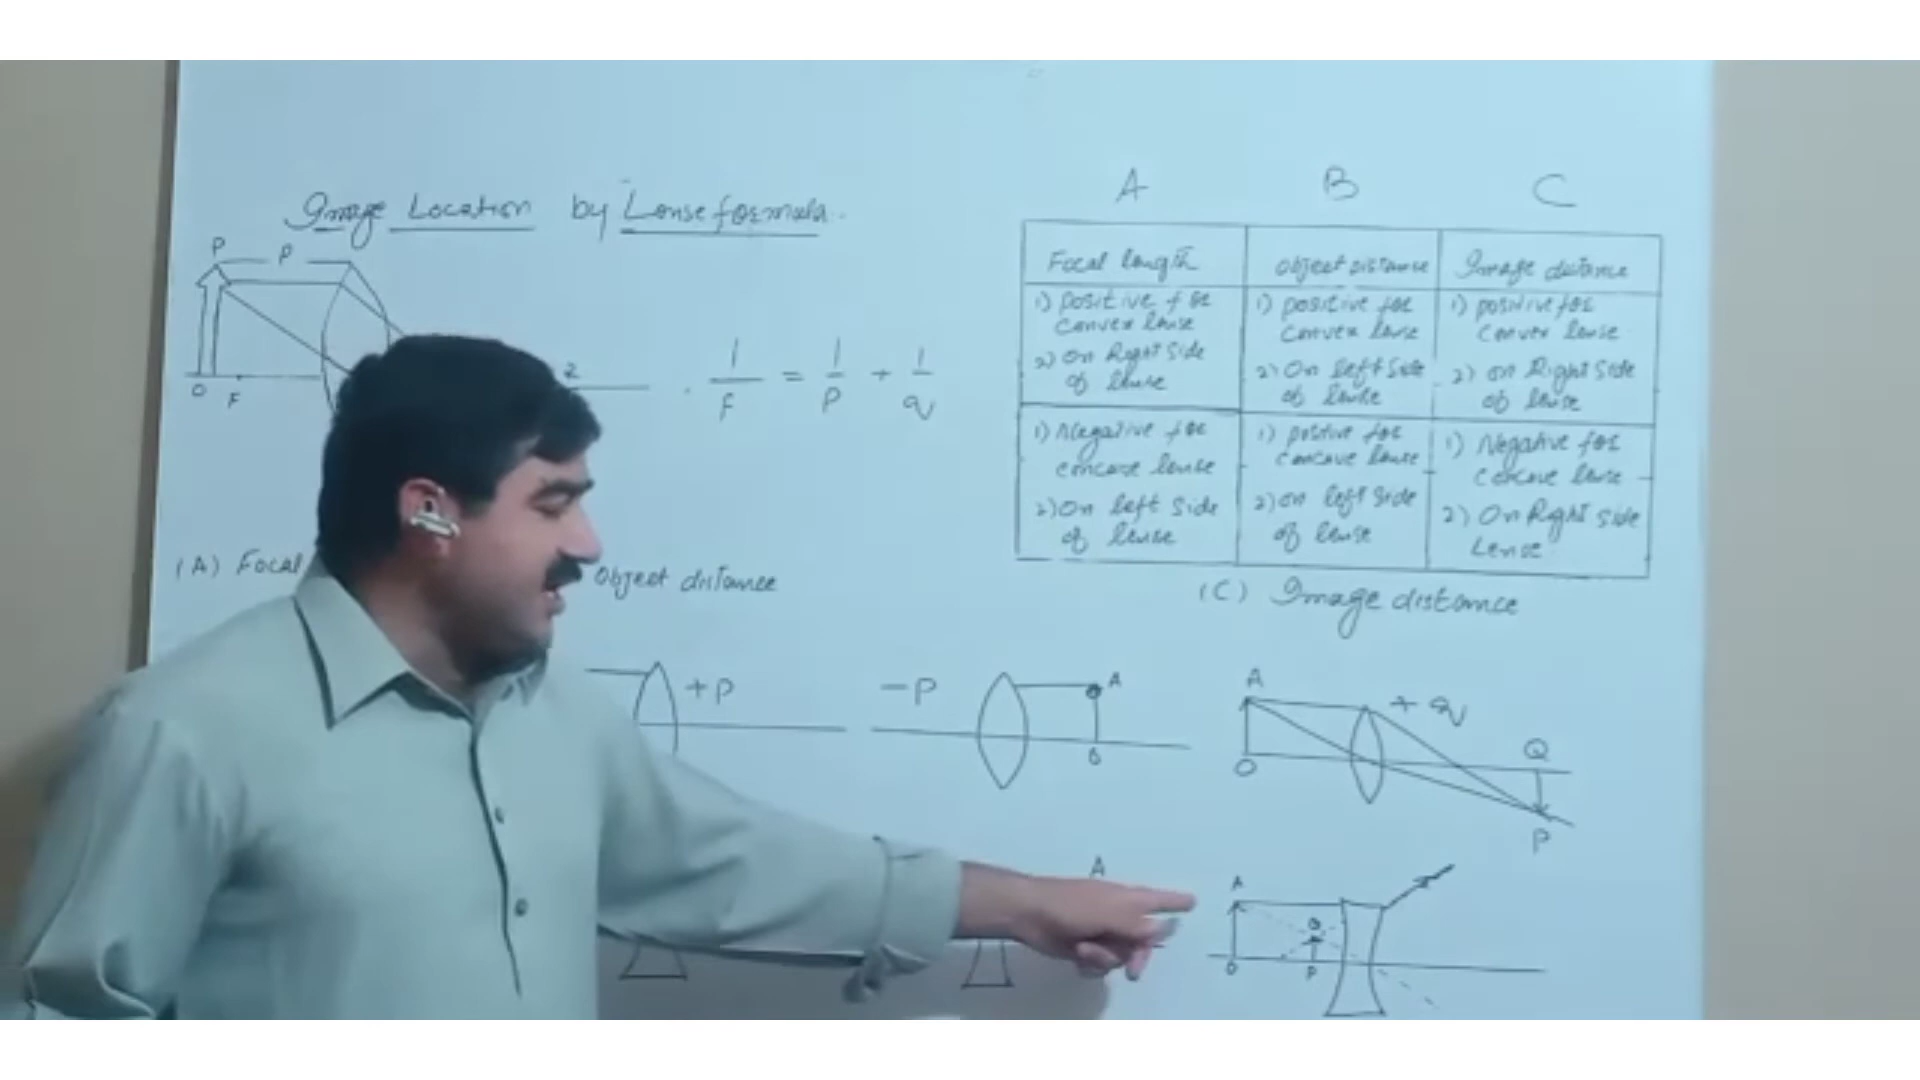 Image Location by Lense formula.
P
P
O
F
2
1/F = 1/P + 1/q
A
B
C
Focal length
1) positive for
convex lense
2) On Right side
of lense
1) Negative for
concave lense
2) On left side
of lense
object distance
1) positive for
convex lense
2) On left side
of lense
1) positive for
concave lense
2) on left side
of lense
Image distance
1) positive for
convex lense
2) on Right side
of lense
1) Negative for
concave lense
2) On Right side
Lense
(A) Focal
Object distance
(C) Image distance
+P
-P
A
O
A
+q
O
Q
P
A
A
Q
O
P